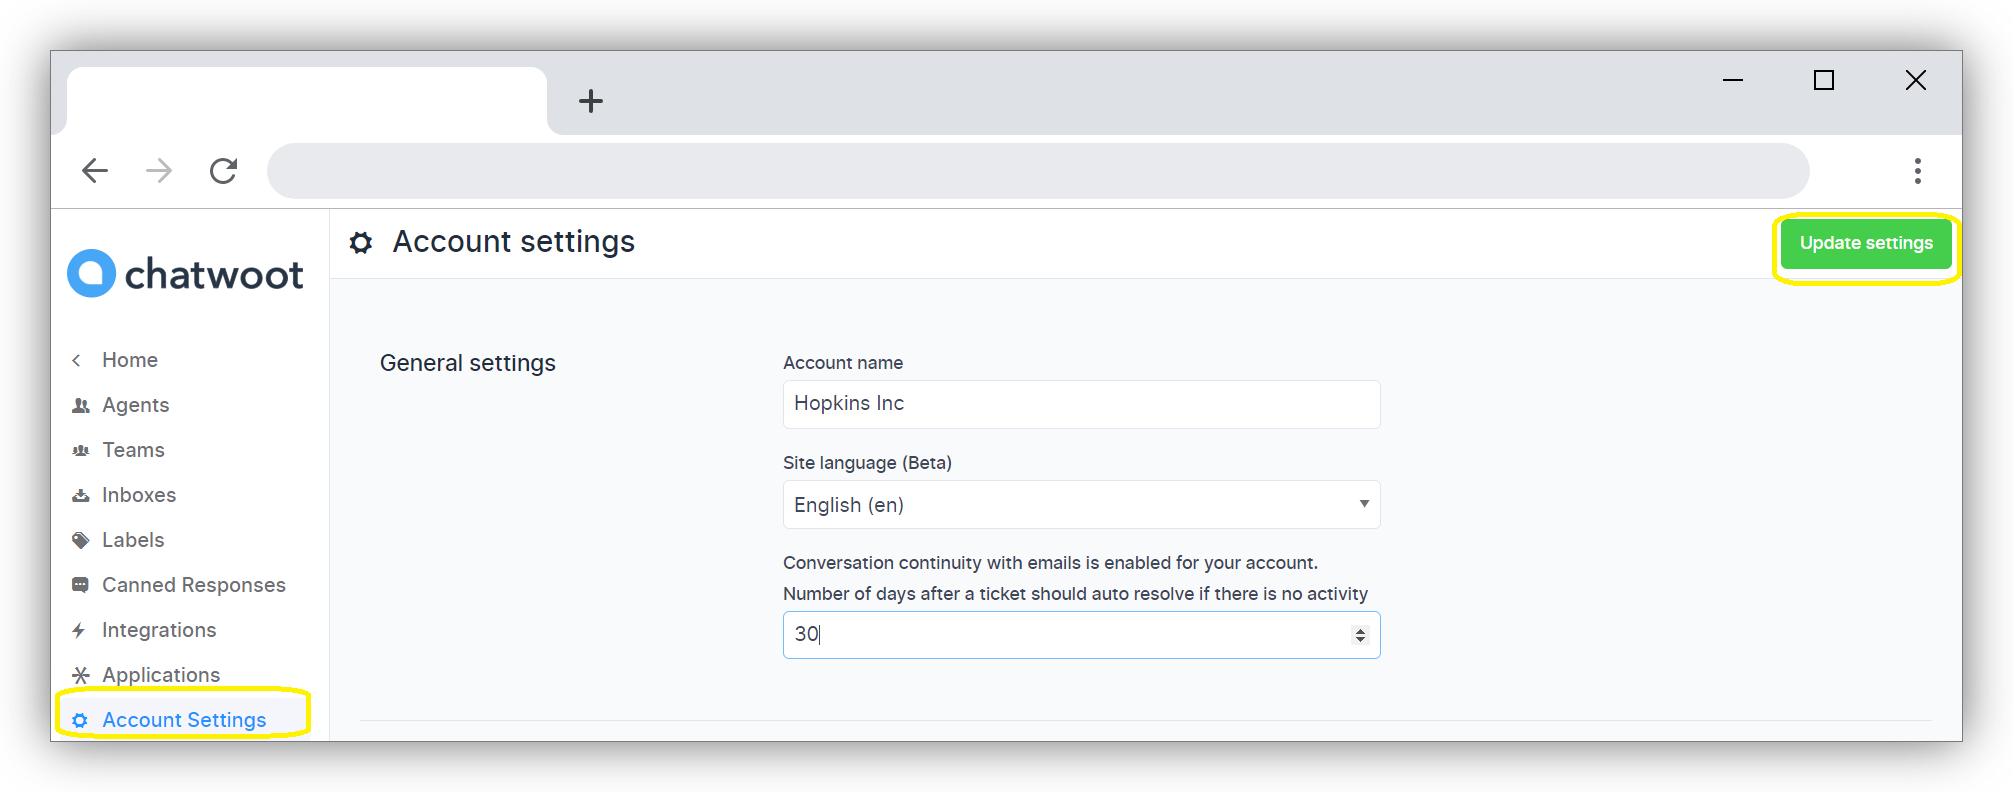 chatwoot
Home
Agents
Teams
Inboxes
Labels
Canned Responses
Integrations
Applications
Account Settings
Account settings
Update settings
General settings
Account name
Hopkins Inc
Site language (Beta)
English (en)
Conversation continuity with emails is enabled for your account.
Number of days after a ticket should auto resolve if there is no activity
30